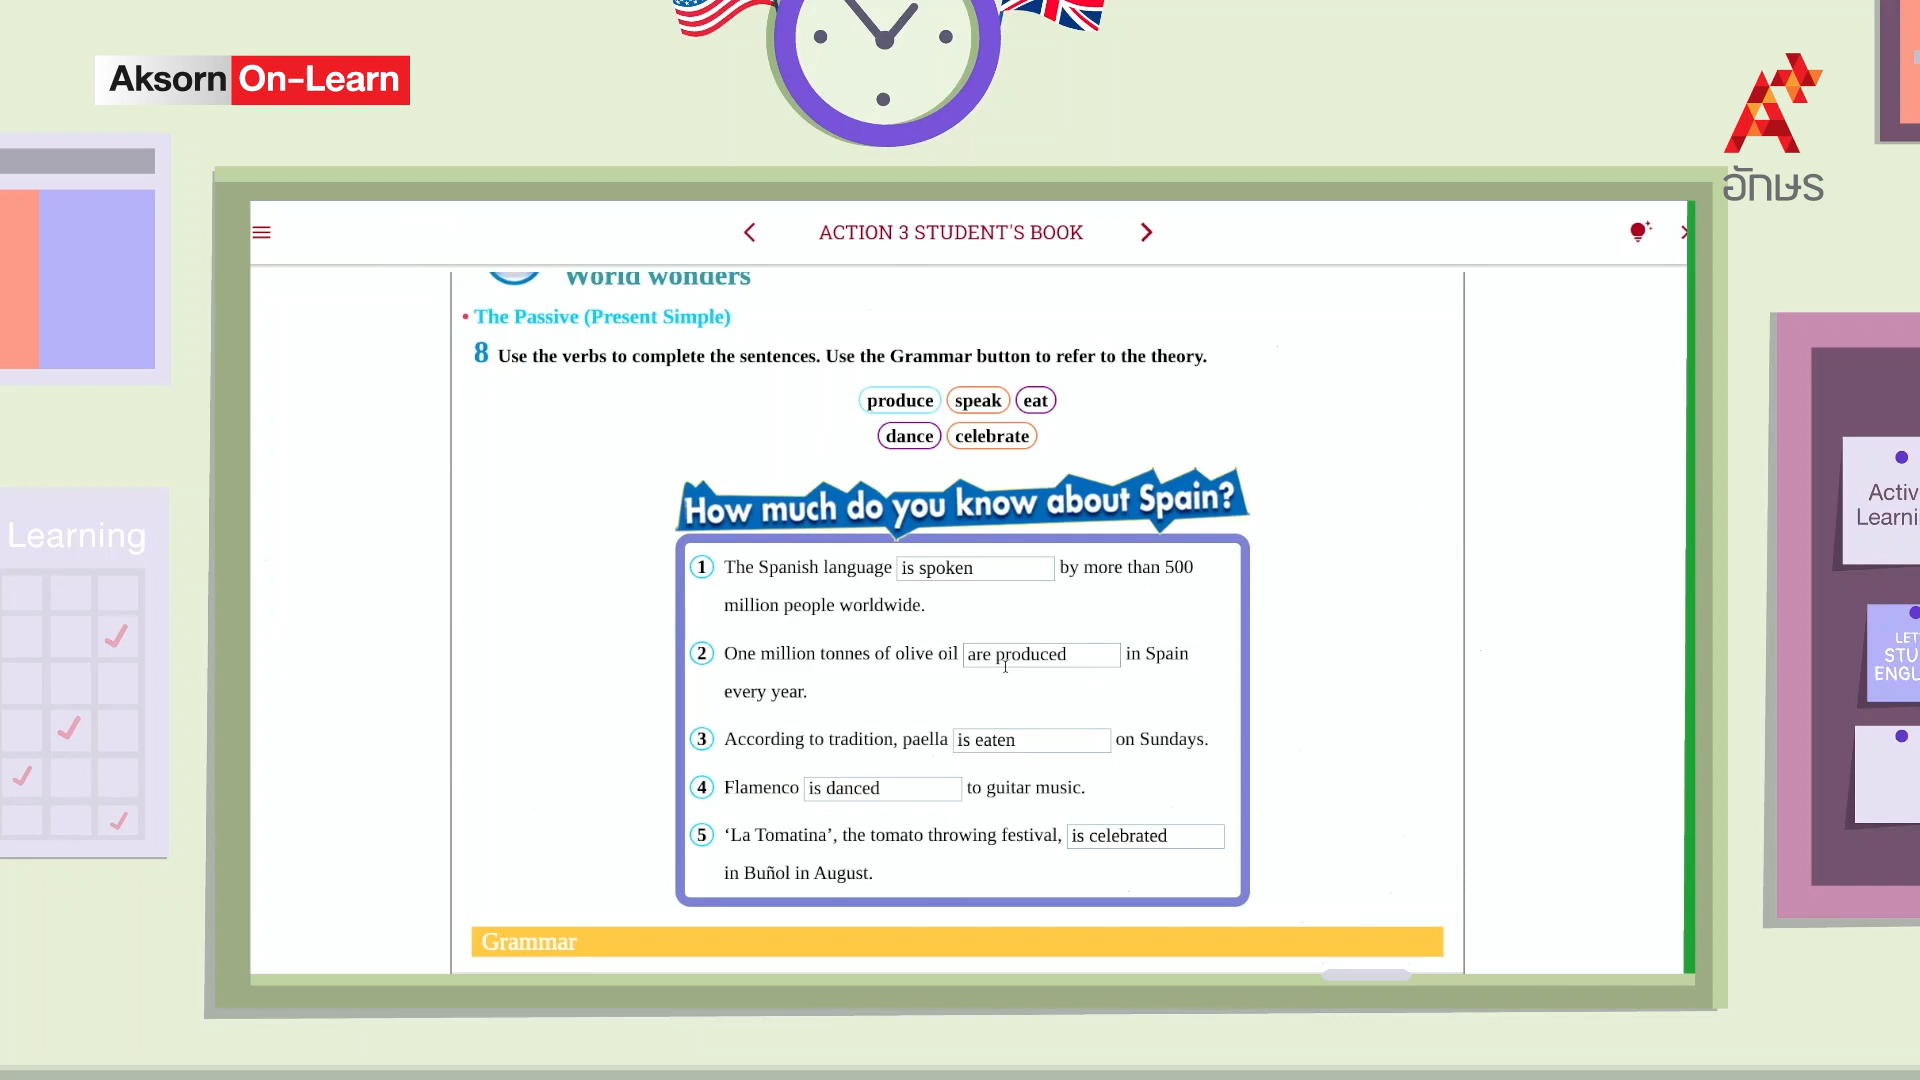 Aksorn On-Learn
อักษร
ACTION 3 STUDENT'S BOOK
World wonders
• The Passive (Present Simple)
8 Use the verbs to complete the sentences. Use the Grammar button to refer to the theory.
produce speak eat
dance celebrate
How much do you know about Spain?
1 The Spanish language is spoken by more than 500
million people worldwide.
2 One million tonnes of olive oil are produced in Spain
every year.
3 According to tradition, paella is eaten on Sundays.
4 Flamenco is danced to guitar music.
5 ‘La Tomatina’, the tomato throwing festival, is celebrated
in Buñol in August.
Grammar
Learning
Activ
Learni
LET
STU
ENGL